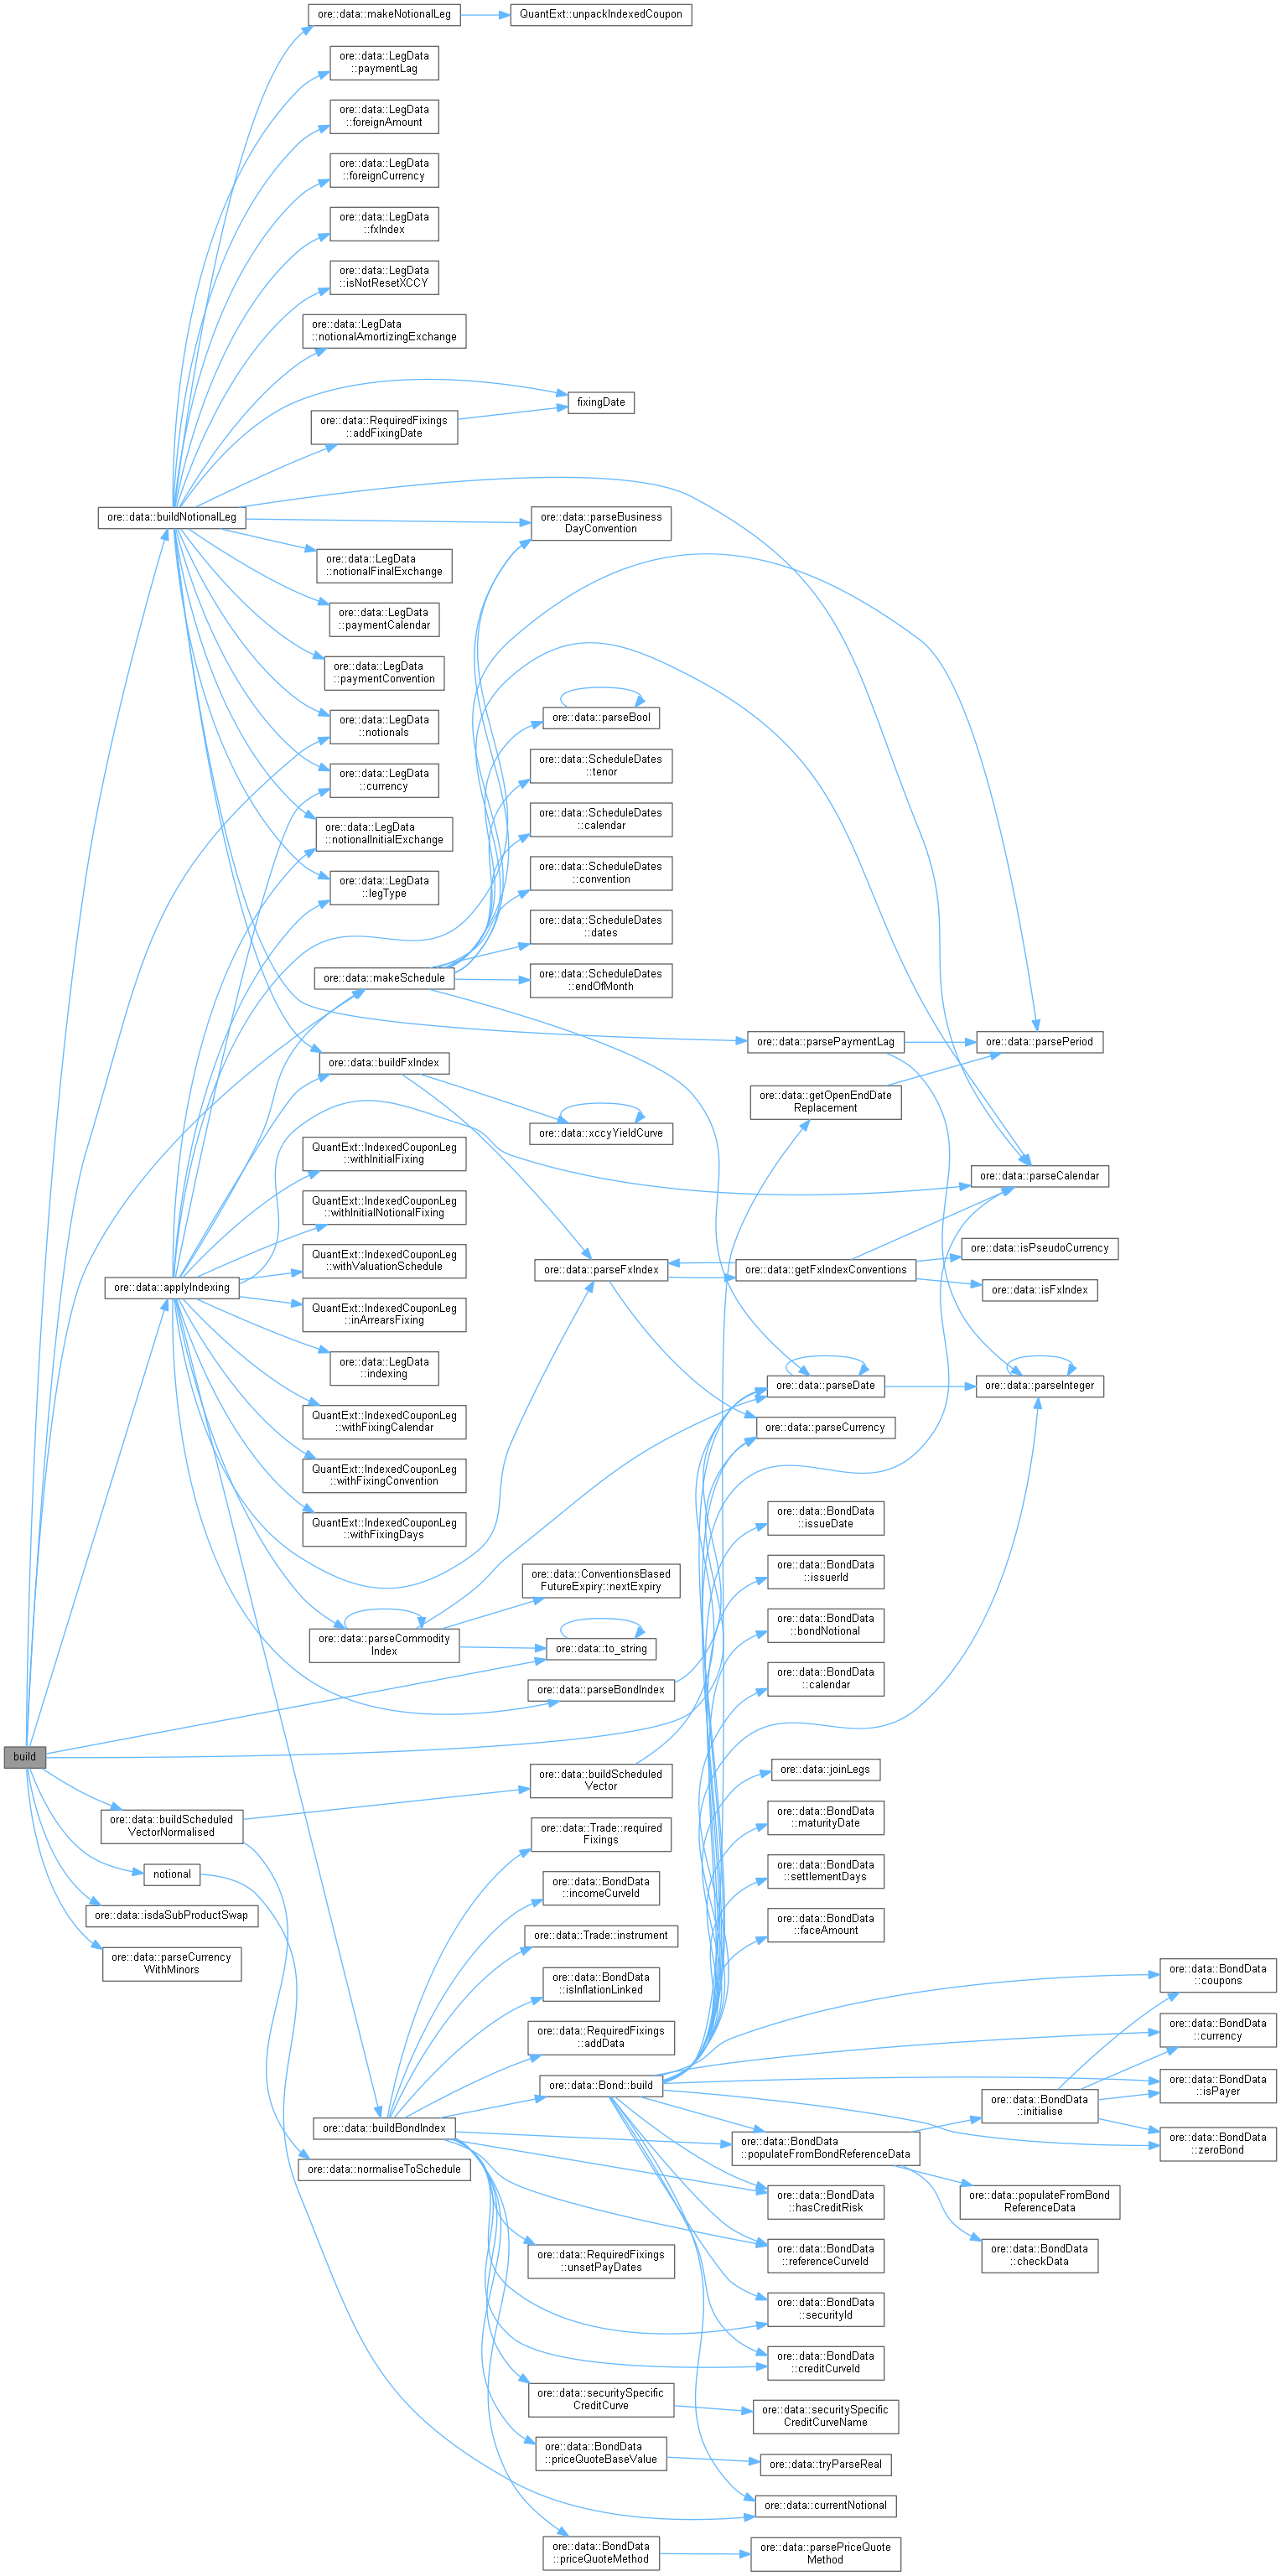 ore::data::makeNotionalLeg
QuantExt::unpackIndexedCoupon
ore::data::LegData
::paymentLag
ore::data::LegData
::foreignAmount
ore::data::LegData
::foreignCurrency
ore::data::LegData
::fxIndex
ore::data::LegData
::isNotResetXCCY
ore::data::LegData
::notionalAmortizingExchange
fixingDate
ore::data::RequiredFixings
::addFixingDate
ore::data::buildNotionalLeg
ore::data::parseBusiness
DayConvention
ore::data::LegData
::notionalFinalExchange
ore::data::LegData
::paymentCalendar
ore::data::LegData
::paymentConvention
ore::data::LegData
::notionals
ore::data::parseBool
ore::data::LegData
::currency
ore::data::ScheduleDates
::tenor
ore::data::LegData
::notionalInitialExchange
ore::data::ScheduleDates
::calendar
ore::data::LegData
::legType
ore::data::ScheduleDates
::convention
ore::data::ScheduleDates
::dates
ore::data::makeSchedule
ore::data::ScheduleDates
::endOfMonth
ore::data::parsePaymentLag
ore::data::parsePeriod
ore::data::buildFxIndex
ore::data::getOpenEndDate
Replacement
ore::data::xccyYieldCurve
QuantExt::IndexedCouponLeg
::withInitialFixing
ore::data::parseCalendar
QuantExt::IndexedCouponLeg
::withInitialNotionalFixing
QuantExt::IndexedCouponLeg
::withValuationSchedule
ore::data::isPseudoCurrency
ore::data::applyIndexing
ore::data::parseFxIndex
ore::data::getFxIndexConventions
ore::data::isFxIndex
QuantExt::IndexedCouponLeg
::inArrearsFixing
ore::data::LegData
::indexing
ore::data::parseDate
ore::data::parseInteger
QuantExt::IndexedCouponLeg
::withFixingCalendar
ore::data::parseCurrency
QuantExt::IndexedCouponLeg
::withFixingConvention
QuantExt::IndexedCouponLeg
::withFixingDays
ore::data::BondData
::issueDate
ore::data::ConventionsBased
FutureExpiry::nextExpiry
ore::data::BondData
::issuerId
ore::data::parseCommodity
Index
ore::data::to_string
ore::data::BondData
::bondNotional
ore::data::parseBondIndex
ore::data::BondData
::calendar
build
ore::data::buildScheduled
Vector
ore::data::joinLegs
ore::data::buildScheduled
VectorNormalised
ore::data::BondData
::maturityDate
ore::data::Trade::required
Fixings
notional
ore::data::BondData
::settlementDays
ore::data::BondData
::incomeCurveId
ore::data::isdaSubProductSwap
ore::data::BondData
::faceAmount
ore::data::Trade::instrument
ore::data::parseCurrency
WithMinors
ore::data::BondData
::isInflationLinked
ore::data::BondData
::coupons
ore::data::RequiredFixings
::addData
ore::data::BondData
::currency
ore::data::Bond::build
ore::data::BondData
::isPayer
ore::data::BondData
::initialise
ore::data::buildBondIndex
ore::data::BondData
::populateFromBondReferenceData
ore::data::BondData
::zeroBond
ore::data::normaliseToSchedule
ore::data::BondData
::hasCreditRisk
ore::data::populateFromBond
ReferenceData
ore::data::RequiredFixings
::unsetPayDates
ore::data::BondData
::referenceCurveId
ore::data::BondData
::checkData
ore::data::BondData
::securityId
ore::data::BondData
::creditCurveId
ore::data::securitySpecific
CreditCurve
ore::data::securitySpecific
CreditCurveName
ore::data::BondData
::priceQuoteBaseValue
ore::data::tryParseReal
ore::data::currentNotional
ore::data::BondData
::priceQuoteMethod
ore::data::parsePriceQuote
Method